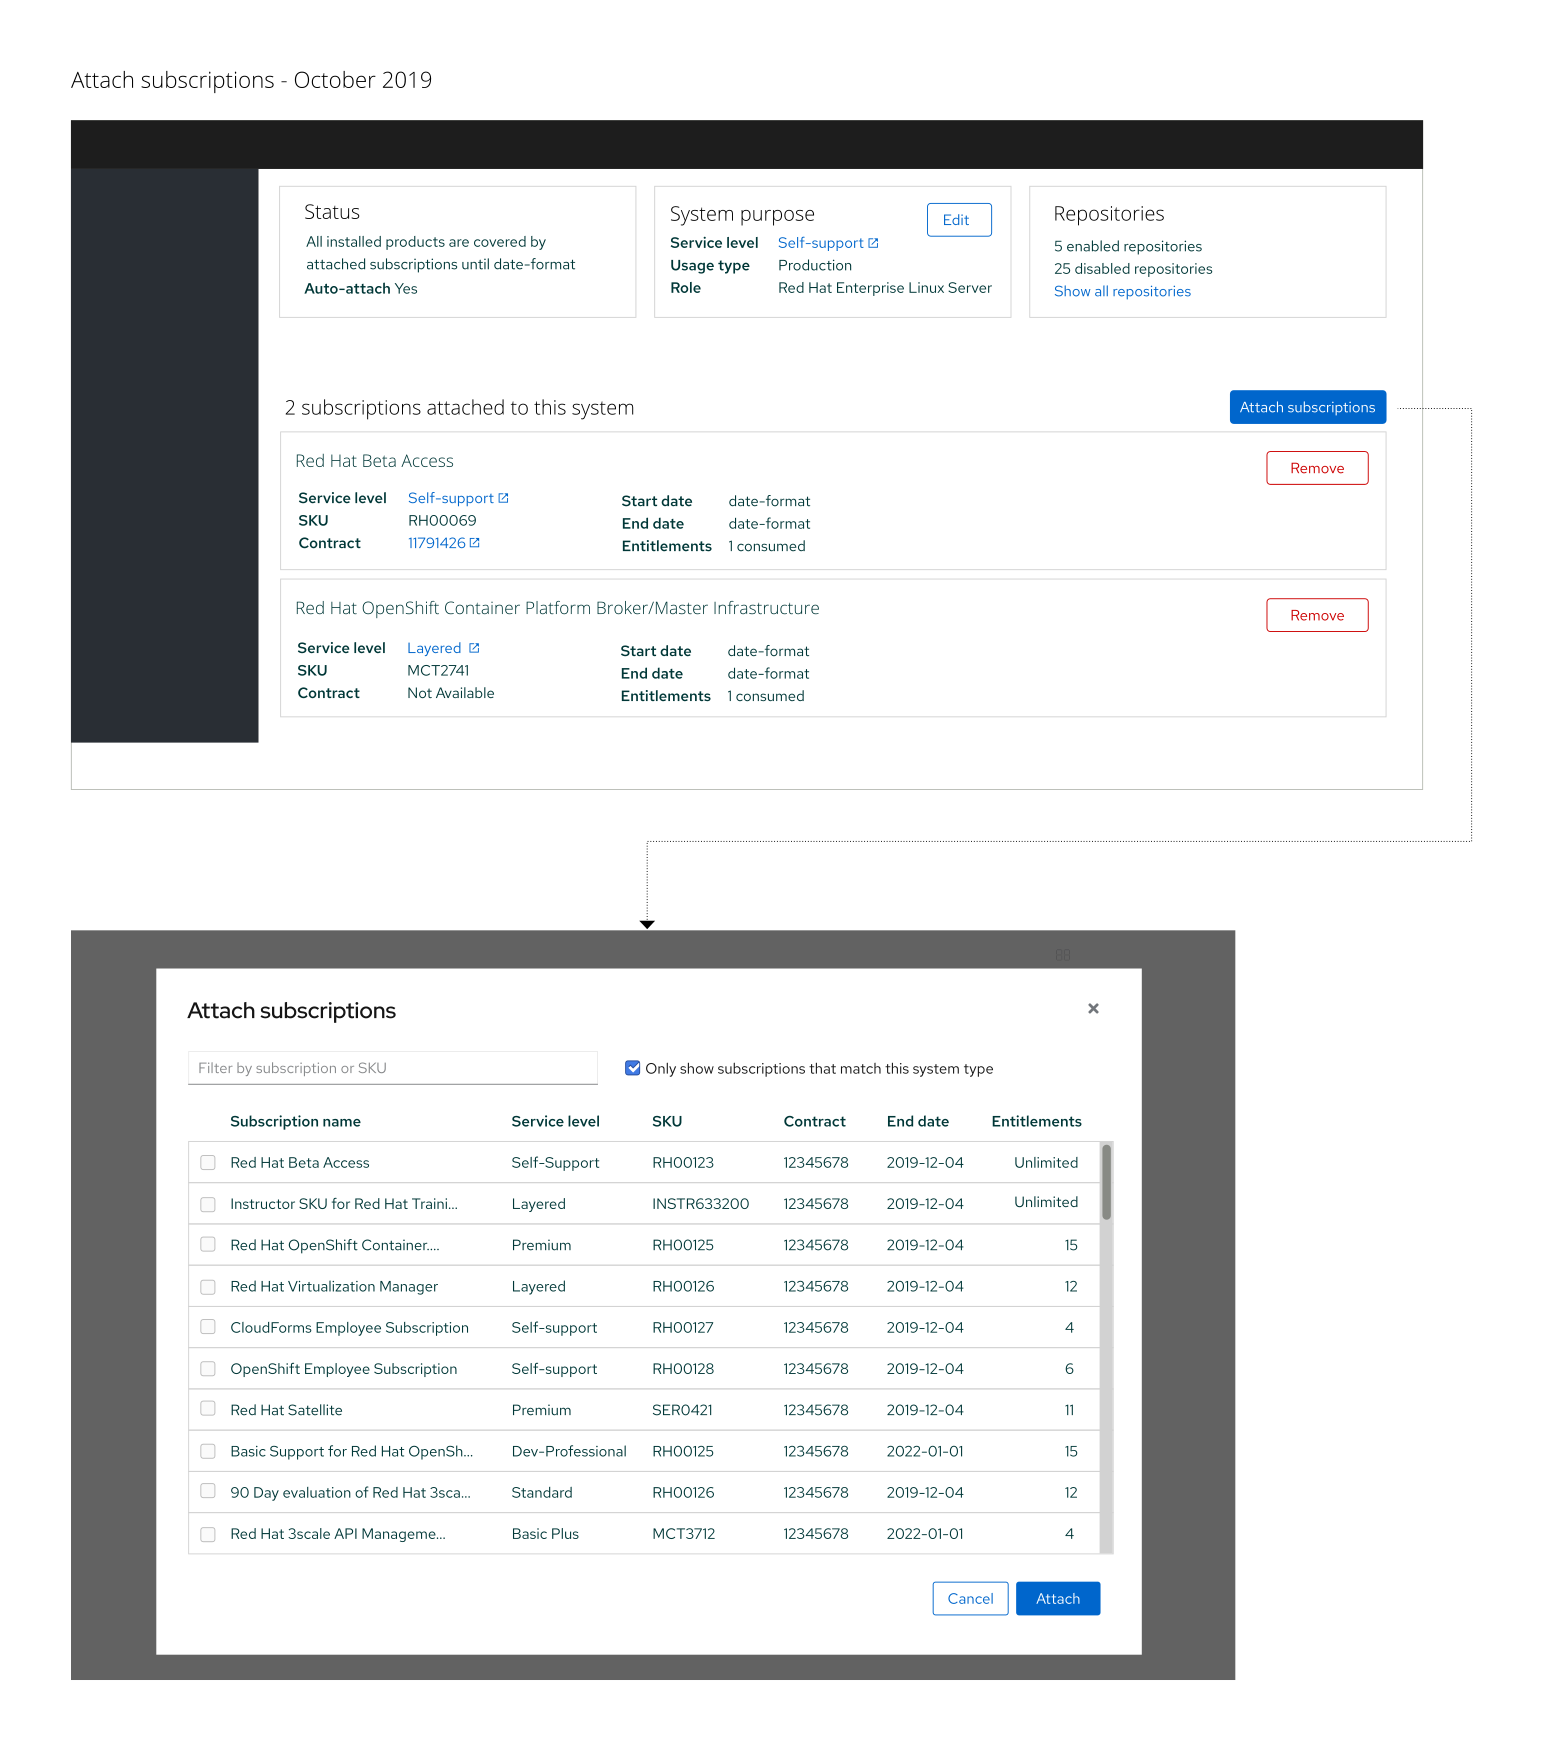 Attach subscriptions - October 2019
Status
All installed products are covered by
attached subscriptions until date-format
Auto-attach Yes
System purpose
Edit
Service level Self-support
Usage type Production
Role Red Hat Enterprise Linux Server
Repositories
5 enabled repositories
25 disabled repositories
Show all repositories
2 subscriptions attached to this system
Attach subscriptions
Red Hat Beta Access
Remove
Service level Self-support
SKU RH00069
Contract 11791426
Start date date-format
End date date-format
Entitlements 1 consumed
Red Hat OpenShift Container Platform Broker/Master Infrastructure
Remove
Service level Layered
SKU MCT2741
Contract Not Available
Start date date-format
End date date-format
Entitlements 1 consumed
Attach subscriptions
Filter by subscription or SKU
Only show subscriptions that match this system type
Subscription name Service level SKU Contract End date Entitlements
Red Hat Beta Access Self-Support RH00123 12345678 2019-12-04 Unlimited
Instructor SKU for Red Hat Traini... Layered INSTR633200 12345678 2019-12-04 Unlimited
Red Hat OpenShift Container.... Premium RH00125 12345678 2019-12-04 15
Red Hat Virtualization Manager Layered RH00126 12345678 2019-12-04 12
CloudForms Employee Subscription Self-support RH00127 12345678 2019-12-04 4
OpenShift Employee Subscription Self-support RH00128 12345678 2019-12-04 6
Red Hat Satellite Premium SER0421 12345678 2019-12-04 11
Basic Support for Red Hat OpenSh... Dev-Professional RH00125 12345678 2022-01-01 15
90 Day evaluation of Red Hat 3sca... Standard RH00126 12345678 2019-12-04 12
Red Hat 3scale API Manageme... Basic Plus MCT3712 12345678 2022-01-01 4
Cancel
Attach